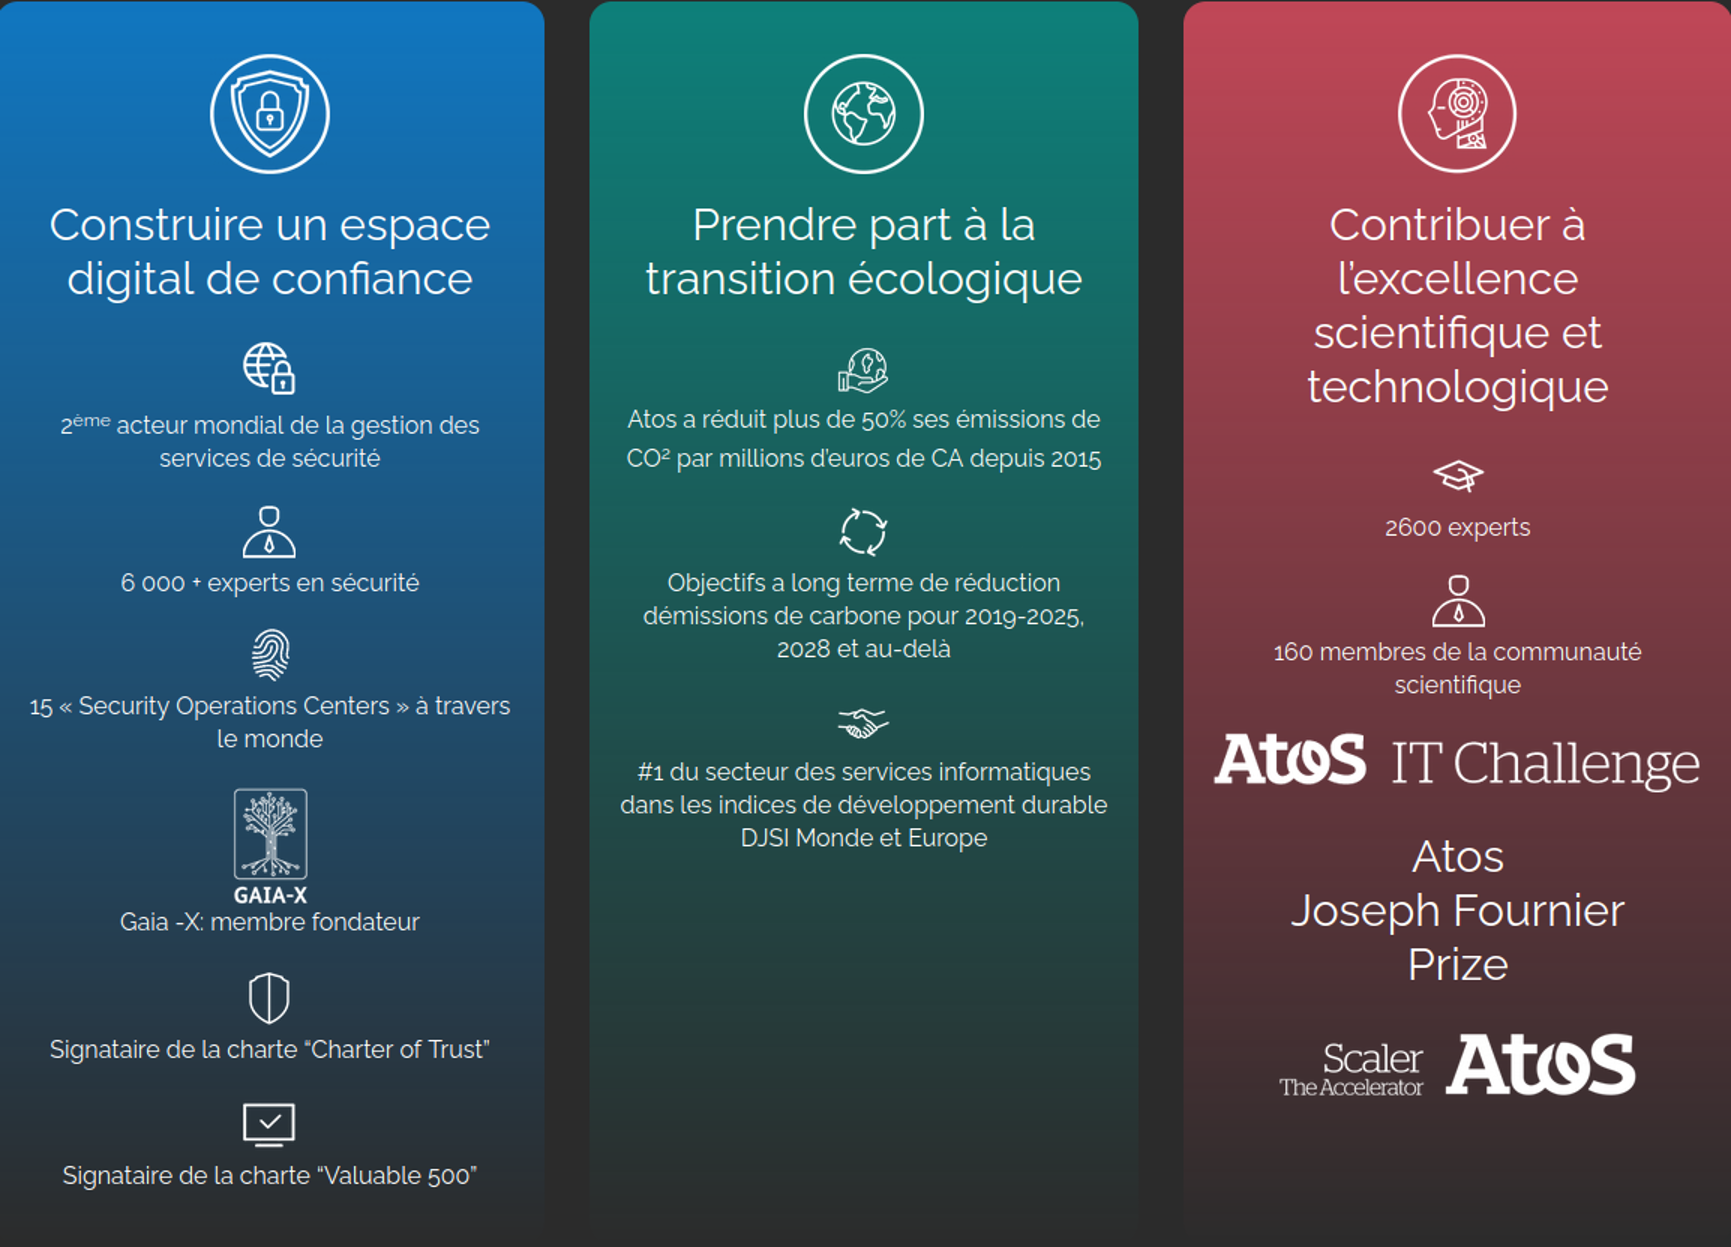 Construire un espace
digital de confiance
2ème acteur mondial de la gestion des
services de sécurité
6 000 + experts en sécurité
15 « Security Operations Centers » à travers
le monde
GAIA-X
Gaia -X: membre fondateur
Signataire de la charte “Charter of Trust”
Signataire de la charte “Valuable 500”
Prendre part à la
transition écologique
Atos a réduit plus de 50% ses émissions de
CO² par millions d’euros de CA depuis 2015
Objectifs a long terme de réduction
démissions de carbone pour 2019-2025,
2028 et au-delà
#1 du secteur des services informatiques
dans les indices de développement durable
DJSI Monde et Europe
Contribuer à
l’excellence
scientifique et
technologique
2600 experts
160 membres de la communauté
scientifique
Atos IT Challenge
Atos
Joseph Fournier
Prize
Scaler
The Accelerator
Atos